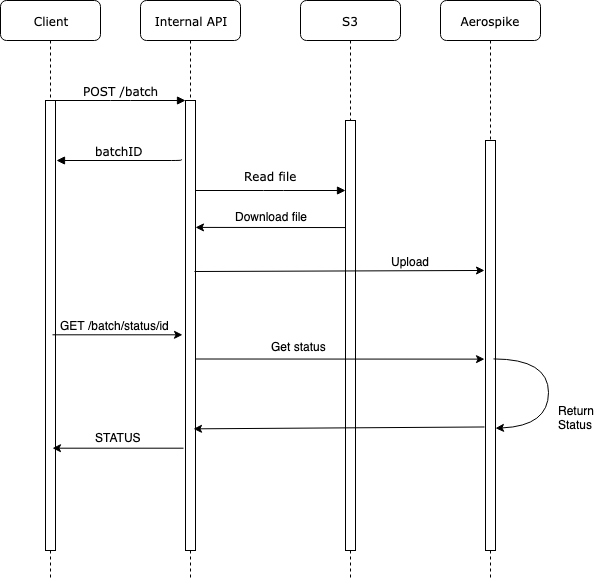 Client
Internal API
S3
Aerospike
POST /batch
batchID
Read file
Download file
Upload
GET /batch/status/id
Get status
Return
Status
STATUS